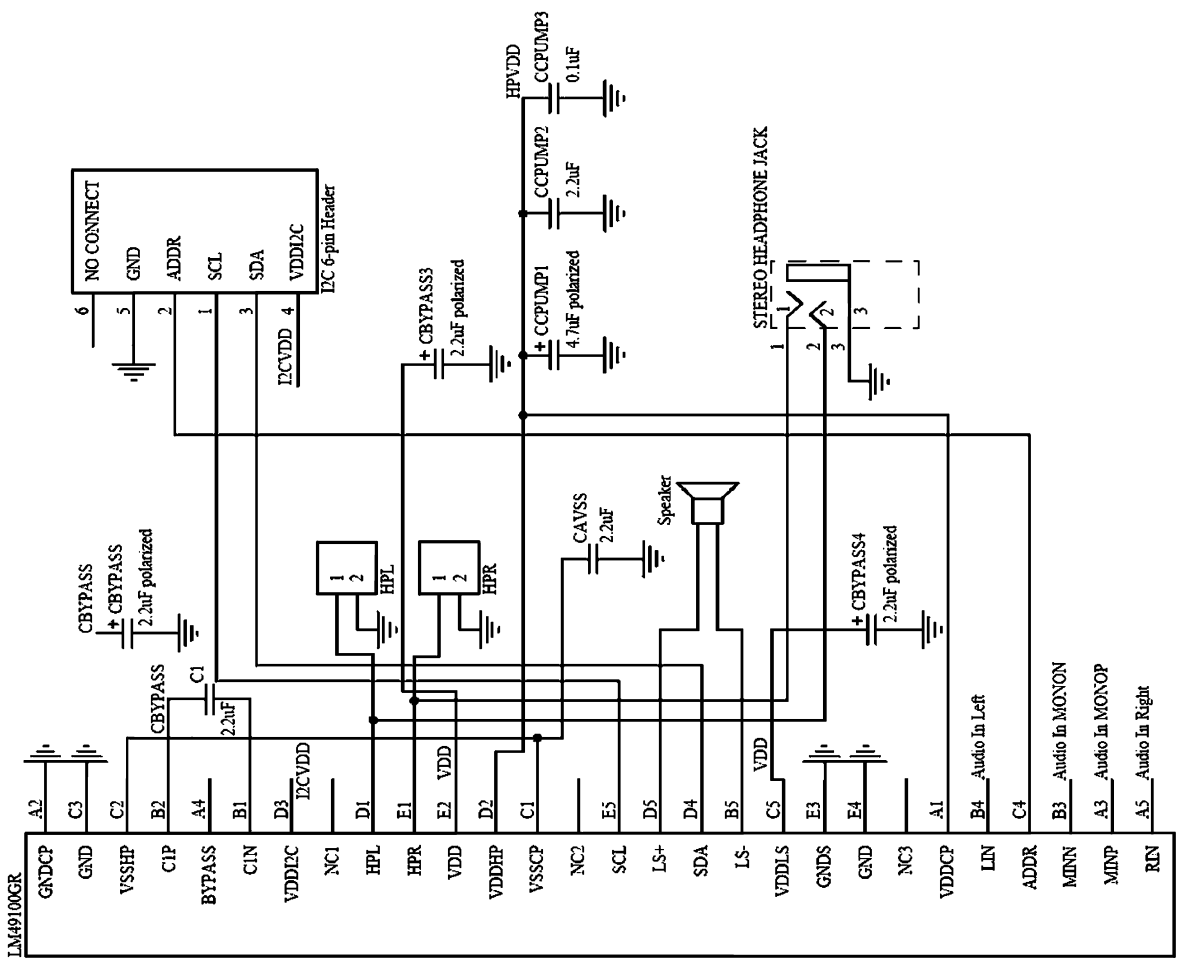 HPVDD
CCPUMP3
0.1uF
CCPUMP2
2.2uF
+ CCPUMP1
4.7uF polarized
NO CONNECT
GND
ADDR
SCL
SDA
VDDI2C
6
5
2
1
3
4
I2C 6-pin Header
I2CVDD
+ CBYPASS3
2.2uF polarized
STEREO HEADPHONE JACK
1
2
3
1
2
3
CBYPASS
+ CBYPASS
2.2uF polarized
1
2
HPL
1
2
HPR
CAVSS
2.2uF
Speaker
+ CBYPASS4
2.2uF polarized
CBYPASS
C1
2.2uF
I2CVDD
VDD
VDD
Audio In Left
Audio In MONON
Audio In MONOP
Audio In Right
A2
C3
C2
B2
A4
B1
D3
D1
E1
E2
D2
C1
E5
D5
D4
B5
C5
E3
E4
A1
B4
C4
B3
A3
A5
GNDCP
GND
VSSHP
C1P
BYPASS
C1N
VDDI2C
NC1
HPL
HPR
VDD
VDDHP
VSSCP
NC2
SCL
LS+
SDA
LS-
VDDLS
GNDS
GND
NC3
VDDCP
LIN
ADDR
MINN
MINP
RIN
LM49100GR